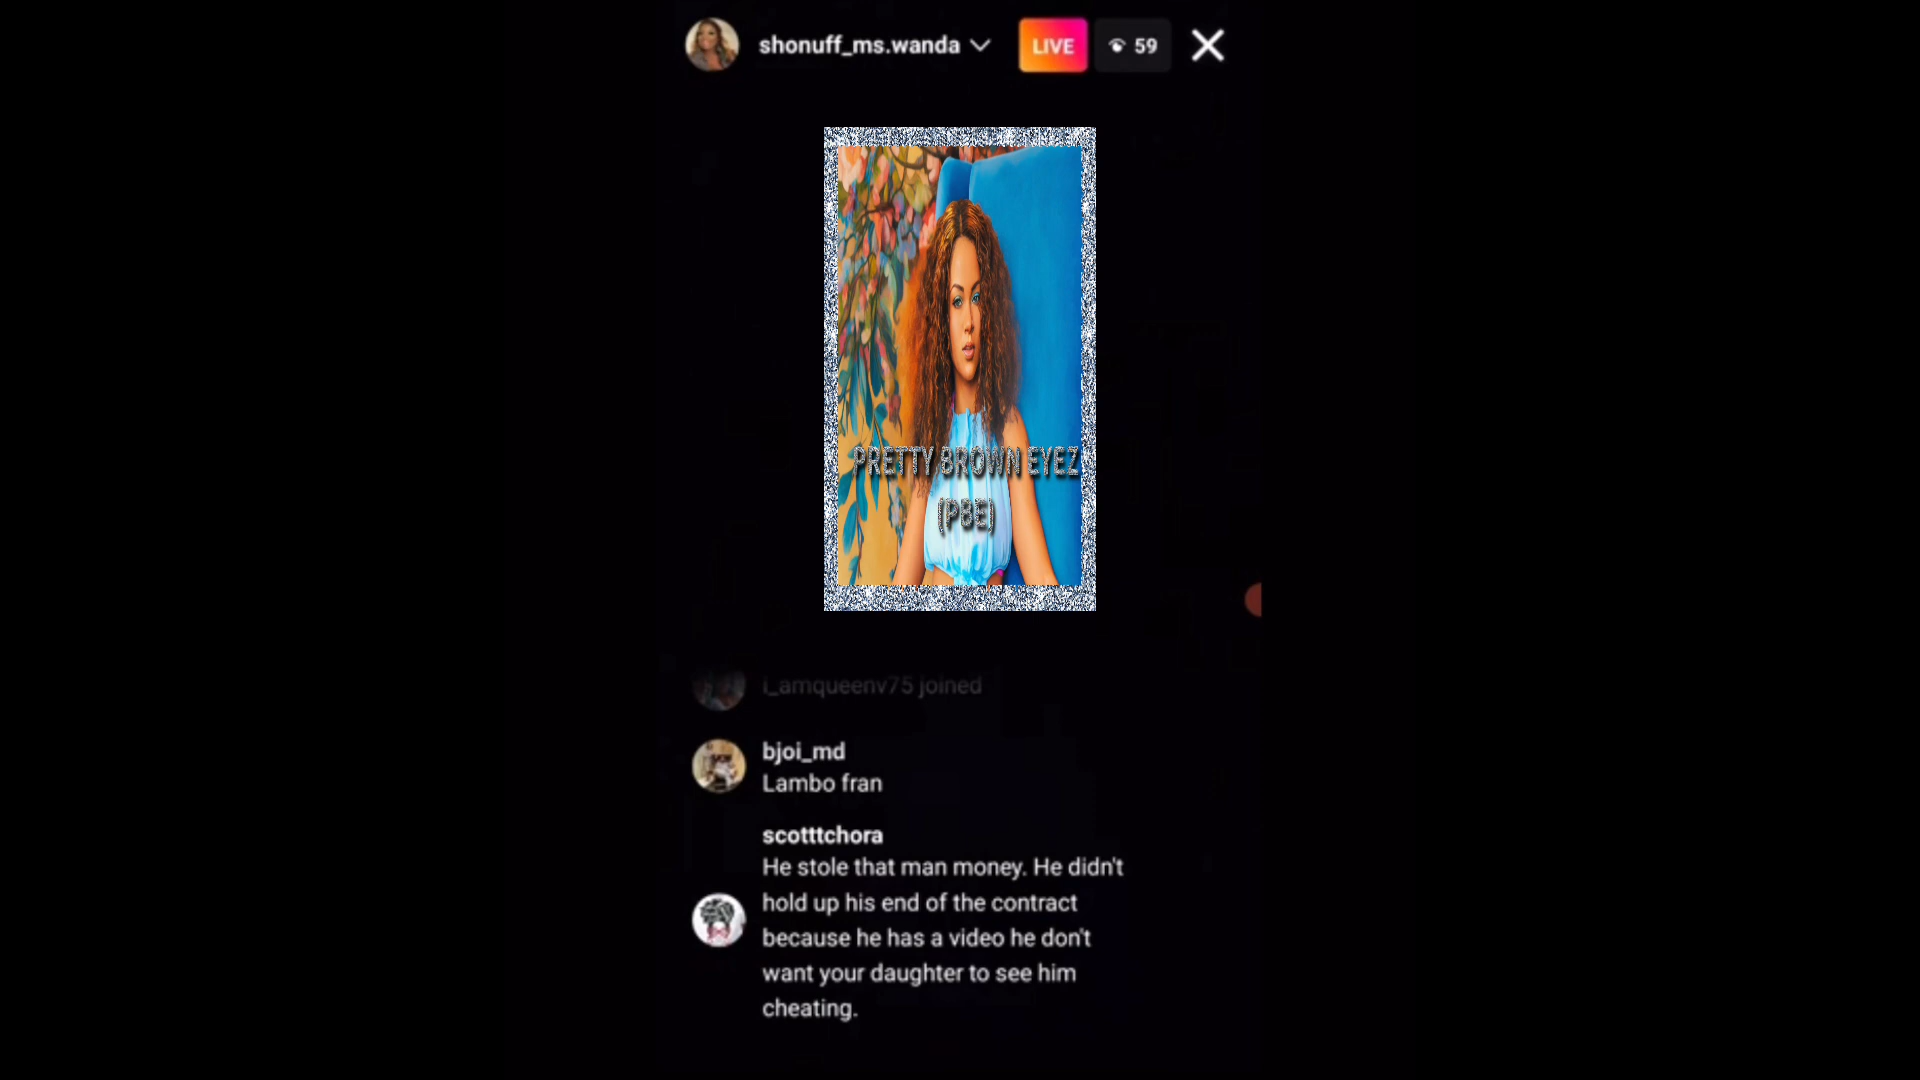 shonuff_ms.wanda
LIVE
59
PRETTY BROWN EYEZ
(PBE)
i_amqueenv75 joined
bjoi_md
Lambo fran
scotttchora
He stole that man money. He didn't
hold up his end of the contract
because he has a video he don't
want your daughter to see him
cheating.